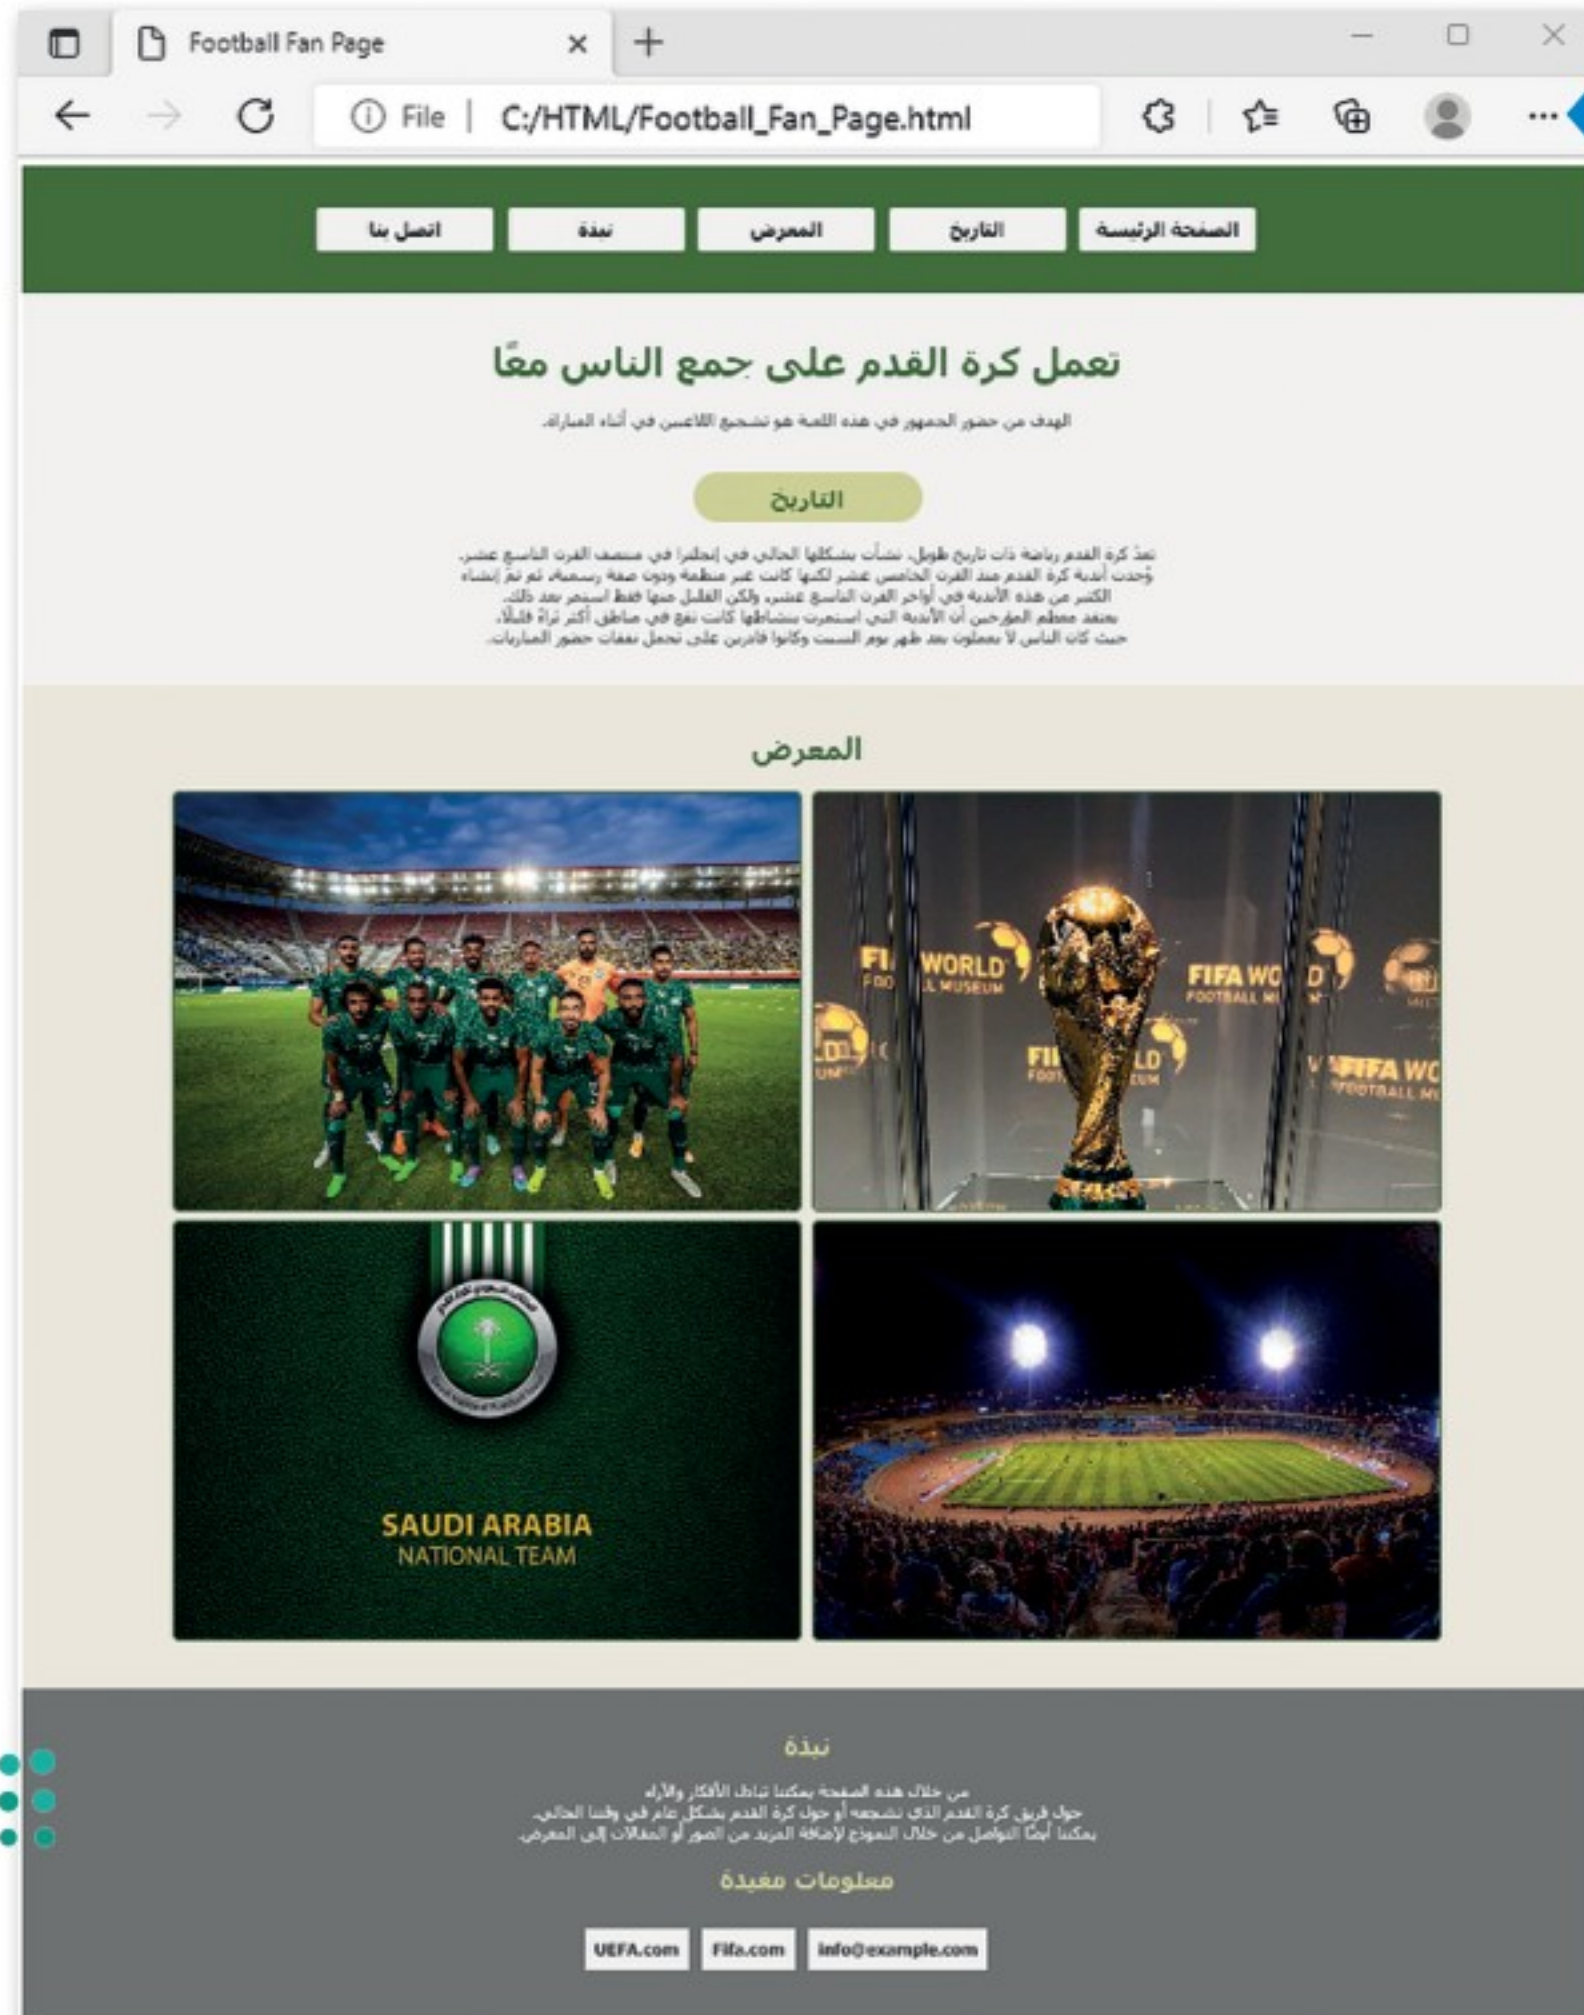 Football Fan Page
File | C:/HTML/Football_Fan_Page.html
الصفحة الرئيسة التاريخ المعرض نبذة اتصل بنا
تعمل كرة القدم على جمع الناس معًا
الهدف من حضور الجمهور في هذه اللعبة هو تشجيع اللاعبين في أثناء المباراة.
التاريخ
تعدّ كرة القدم رياضة ذات تاريخ طويل، نشأت بشكلها الحالي في إنجلترا في منتصف القرن التاسع عشر.
وُجدت أندية كرة القدم منذ القرن الخامس عشر لكنها كانت غير منظمة ودون صفة رسمية، ثم تمّ إنشاء
الكثير من هذه الأندية في أواخر القرن التاسع عشر، ولكن القليل منها فقط استمر بعد ذلك.
يعتقد معظم المؤرخين أن الأندية التي استمرت بنشاطها كانت تقع في مناطق أكثر ثراءً قليلًا،
حيث كان الناس لا يعملون بعد ظهر يوم السبت وكانوا قادرين على تحمل نفقات حضور المباريات.
المعرض
WORLD
FIFA WO
FOOTBALL
FIFA WO
FOOTBALL
SAUDI ARABIA
NATIONAL TEAM
نبذة
من خلال هذه الصفحة يمكننا تبادل الأفكار والآراء
حول فريق كرة القدم الذي نشجعه أو حول كرة القدم بشكل عام في وقتنا الحالي.
يمكننا أيضًا التواصل من خلال النموذج لإضافة المزيد من الصور أو المقالات إلى المعرض.
معلومات مفيدة
UEFA.com Fifa.com info@example.com